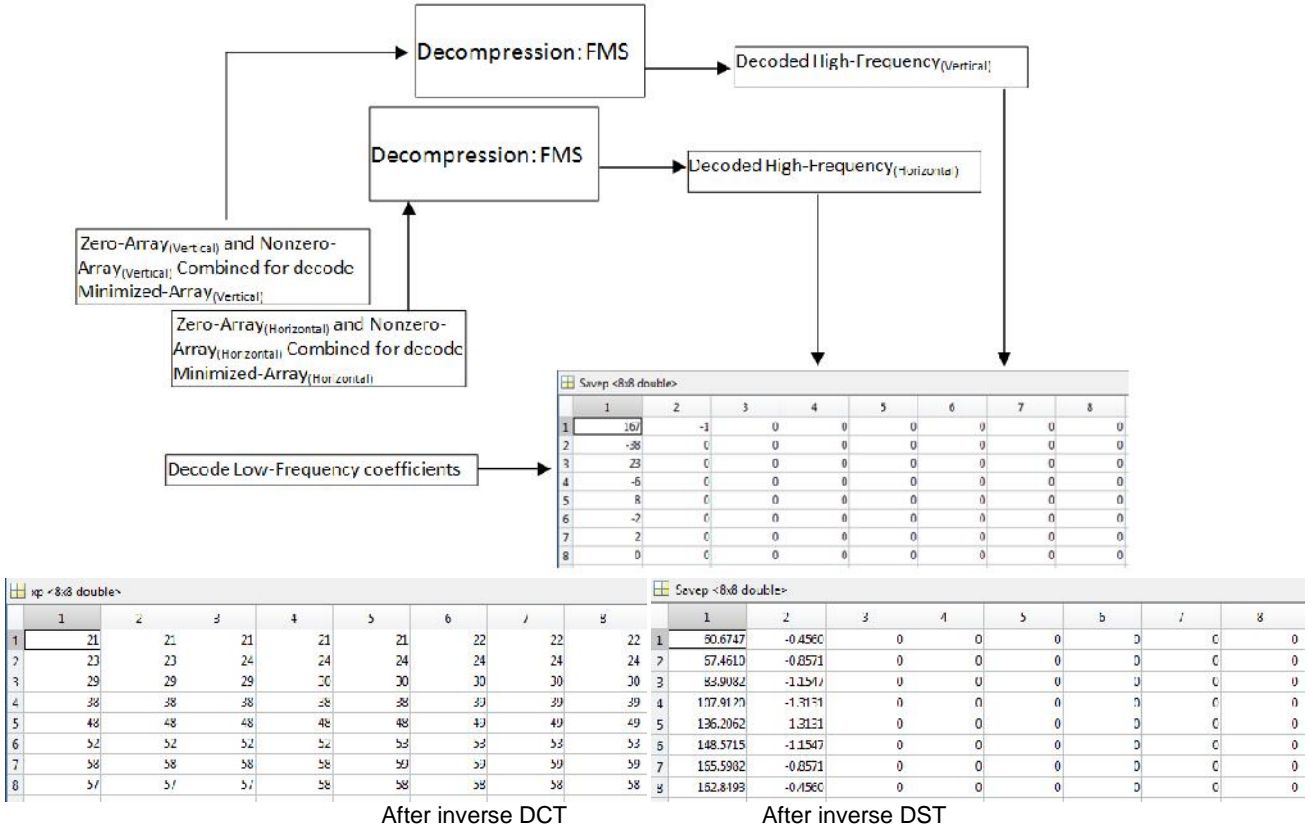 Decompression: FMS
Decoded High-Frequency(Vertical)
Decompression: FMS
Decoded High-Frequency(Horizontal)
Zero-Array(Vertical) and Nonzero-
Array(Vertical) Combined for decode
Minimized-Array(Vertical)
Zero-Array(Horizontal) and Nonzero-
Array(Horizontal) Combined for decode
Minimized-Array(Horizontal)
Decode Low-Frequency coefficients
Savep <8x8 double>
1 2 3 4 5 6 7 8
1 167 -1 0 0 0 0 0 0
2 -38 0 0 0 0 0 0 0
3 23 0 0 0 0 0 0 0
4 -6 0 0 0 0 0 0 0
5 8 0 0 0 0 0 0 0
6 -2 0 0 0 0 0 0 0
7 2 0 0 0 0 0 0 0
8 0 0 0 0 0 0 0 0
xp <8x8 double>
1 2 3 4 5 6 7 8
1 21 21 21 21 21 22 22 22
2 23 23 24 24 24 24 24 24
3 29 29 29 30 30 30 30 30
4 38 38 38 38 38 39 39 39
5 48 48 48 48 48 49 49 49
6 52 52 52 52 53 53 53 53
7 58 58 58 58 59 59 59 59
8 57 57 57 58 58 58 58 58
After inverse DCT
Savep <8x8 double>
1 2 3 4 5 6 7 8
1 -0.4560 0 0 0 0 0 0
2 -0.8571 0 0 0 0 0 0
3 83.9082 -1.1547 0 0 0 0 0 0
4 107.9120 -1.3131 0 0 0 0 0 0
5 136.2062 0 0 0 0 0 0
6 148.5715 -1.1547 0 0 0 0 0 0
7 165.5982 -0.8571 0 0 0 0 0 0
8 162.8493 -0.4560 0 0 0 0 0 0
After inverse DST